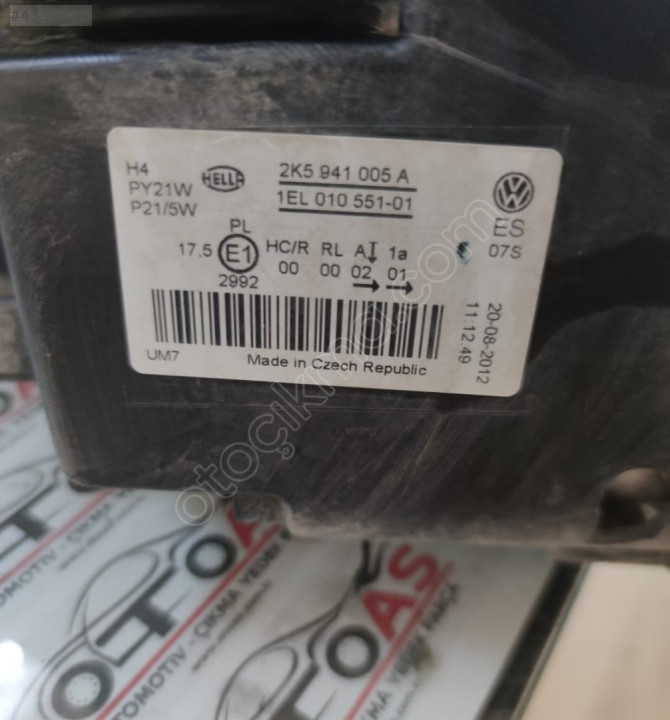 H4
PY21W
P21/5W
HELLA
2K5 941 005 A
1EL 010 551-01
ES
07S
PL
17,5 E1 HC/R RL A 1a
00 00 02 01
2992
UM7
Made in Czech Republic
20-08-2012
11:12:49
otoçıkma.com
OTOAS
OTOMOTIV - ÇIKMA YEDEK PARÇA